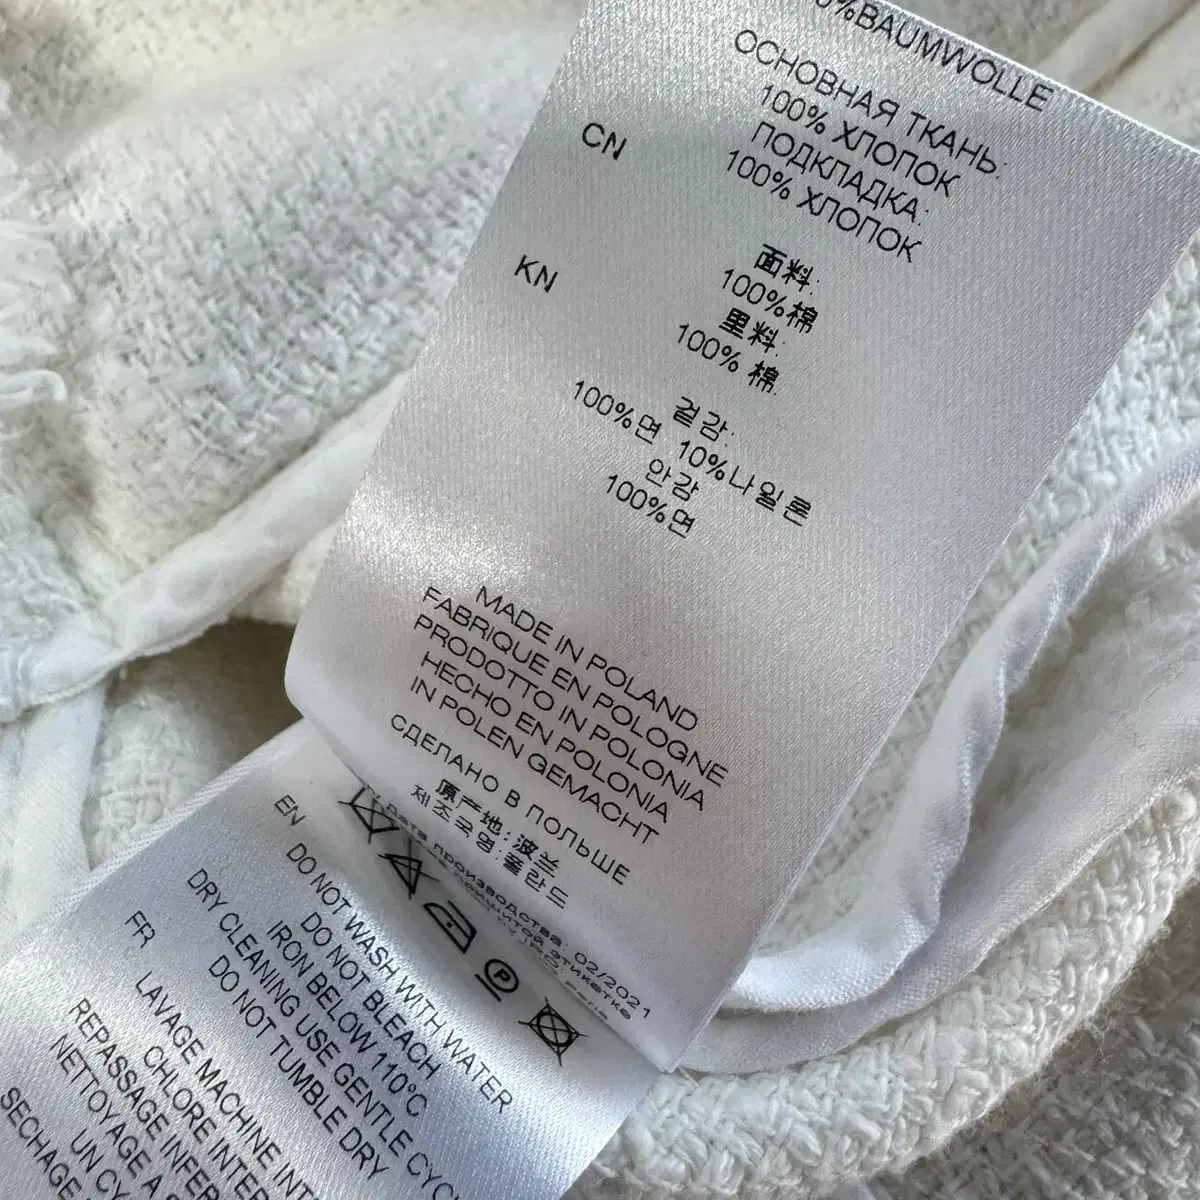 %BAUMWOLLE
ОСНОВНАЯ ТКАНЬ:
100% ХЛОПОК
ПОДКЛАДКА:
100% ХЛОПОК
CN
面料:
100%棉
里料:
100% 棉
KN
겉감:
100%면 10%나일론
안감
100%면
MADE IN POLAND
FABRIQUE EN POLOGNE
PRODOTTO IN POLONIA
HECHO EN POLONIA
IN POLEN GEMACHT
СДЕЛАНО В ПОЛЬШЕ
原产地:波兰
제조국명:폴란드
Дата производства: 02/2021
EN
DO NOT WASH WITH WATER
DO NOT BLEACH
IRON BELOW 110°C
DRY CLEANING USE GENTLE CYC
DO NOT TUMBLE DRY
FR
LAVAGE MACHINE INT
CHLORE INTER
REPASSAGE INFER
NETTOYAGE A
UN CY
SECHAGE